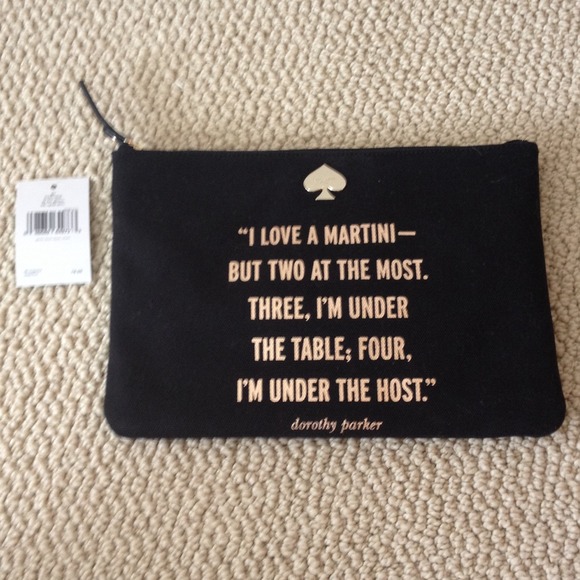 “I LOVE A MARTINI—
BUT TWO AT THE MOST.
THREE, I’M UNDER
THE TABLE; FOUR,
I’M UNDER THE HOST.”
dorothy parker